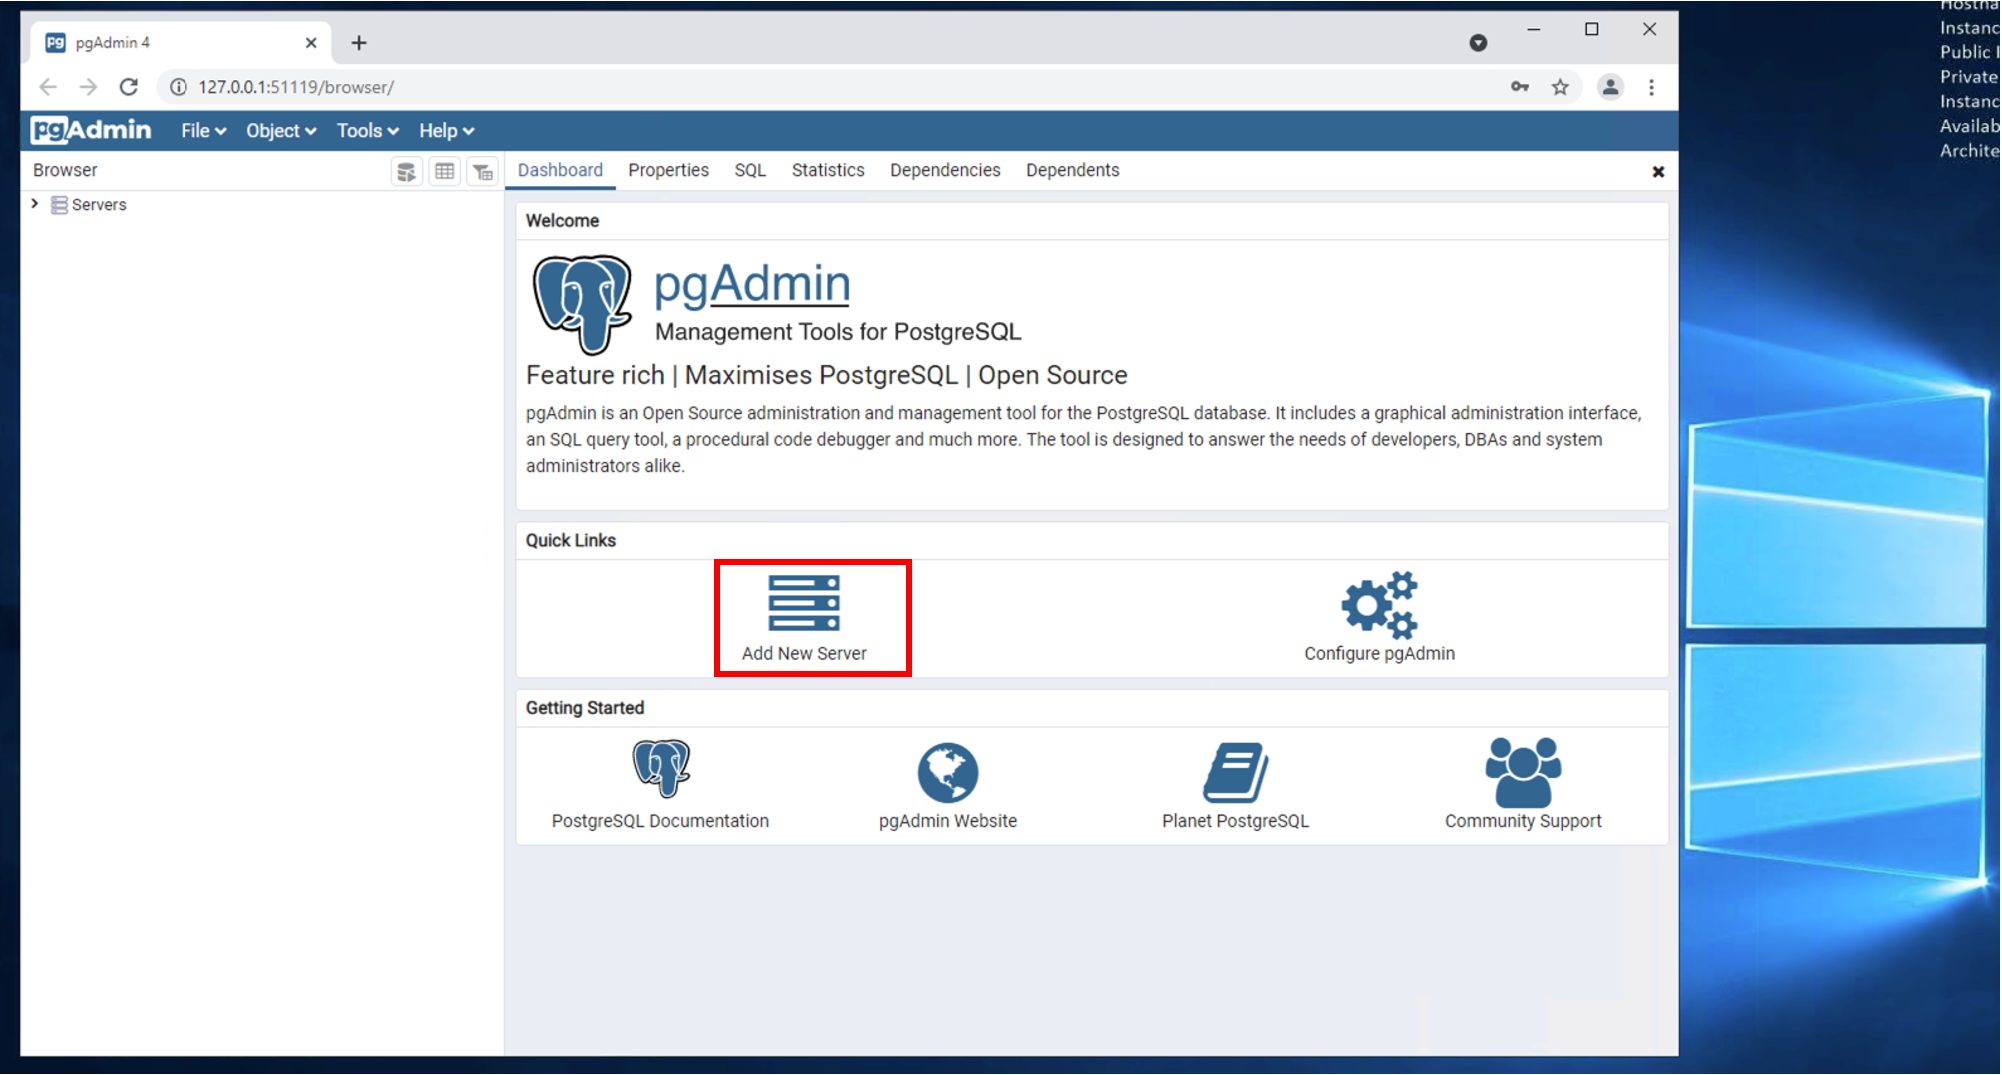 pgAdmin 4
127.0.0.1:51119/browser/
pgAdmin File Object Tools Help
Browser
Dashboard Properties SQL Statistics Dependencies Dependents
Servers
Welcome
pgAdmin
Management Tools for PostgreSQL
Feature rich | Maximises PostgreSQL | Open Source
pgAdmin is an Open Source administration and management tool for the PostgreSQL database. It includes a graphical administration interface,
an SQL query tool, a procedural code debugger and much more. The tool is designed to answer the needs of developers, DBAs and system
administrators alike.
Quick Links
Add New Server
Configure pgAdmin
Getting Started
PostgreSQL Documentation
pgAdmin Website
Planet PostgreSQL
Community Support
Hostna
Instanc
Public I
Private
Instanc
Availab
Archite